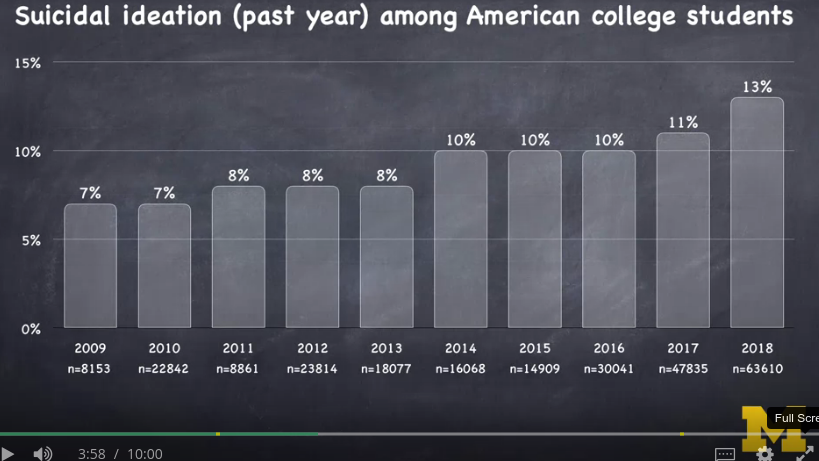 Suicidal ideation (past year) among American college students
15%
10%
5%
0%
7%
7%
8%
8%
8%
10%
10%
10%
11%
13%
2009 2010 2011 2012 2013 2014 2015 2016 2017 2018
n=8153 n=22842 n=8861 n=23814 n=18077 n=16068 n=14909 n=30041 n=47835 n=63610
M
Full Scre
3:58 / 10:00